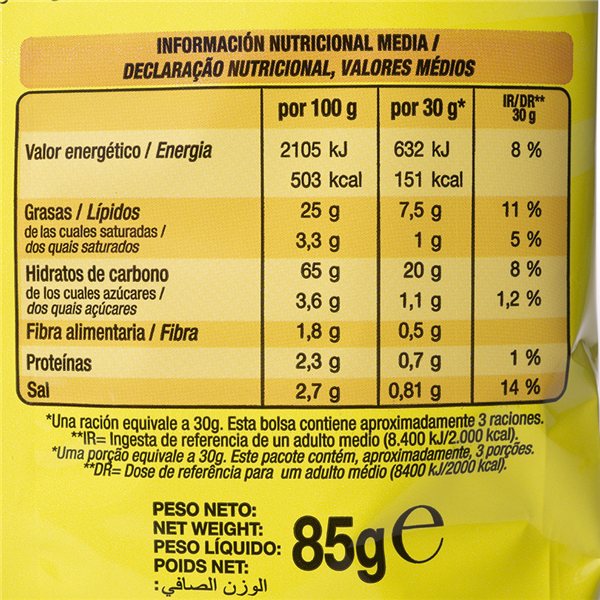 INFORMACIÓN NUTRICIONAL MEDIA /
DECLARAÇÃO NUTRICIONAL, VALORES MÉDIOS
por 100 g por 30 g* IR/DR** 30 g
Valor energético / Energia 2105 kJ 632 kJ 8 %
503 kcal 151 kcal
Grasas / Lípidos 25 g 7,5 g 11 %
de las cuales saturadas /
dos quais saturados 3,3 g 1 g 5 %
Hidratos de carbono 65 g 20 g 8 %
de los cuales azúcares /
dos quais açúcares 3,6 g 1,1 g 1,2 %
Fibra alimentaria / Fibra 1,8 g 0,5 g
Proteínas 2,3 g 0,7 g 1 %
Sal 2,7 g 0,81 g 14 %
*Una ración equivale a 30g. Esta bolsa contiene aproximadamente 3 raciones.
**IR= Ingesta de referencia de un adulto medio (8.400 kJ/2.000 kcal).
*Uma porção equivale a 30g. Este pacote contém, aproximadamente, 3 porções.
**DR= Dose de referência para um adulto médio (8400 kJ/2000 kcal).
PESO NETO:
NET WEIGHT:
PESO LÍQUIDO:
POIDS NET:
الوزن الصافي:
85g e